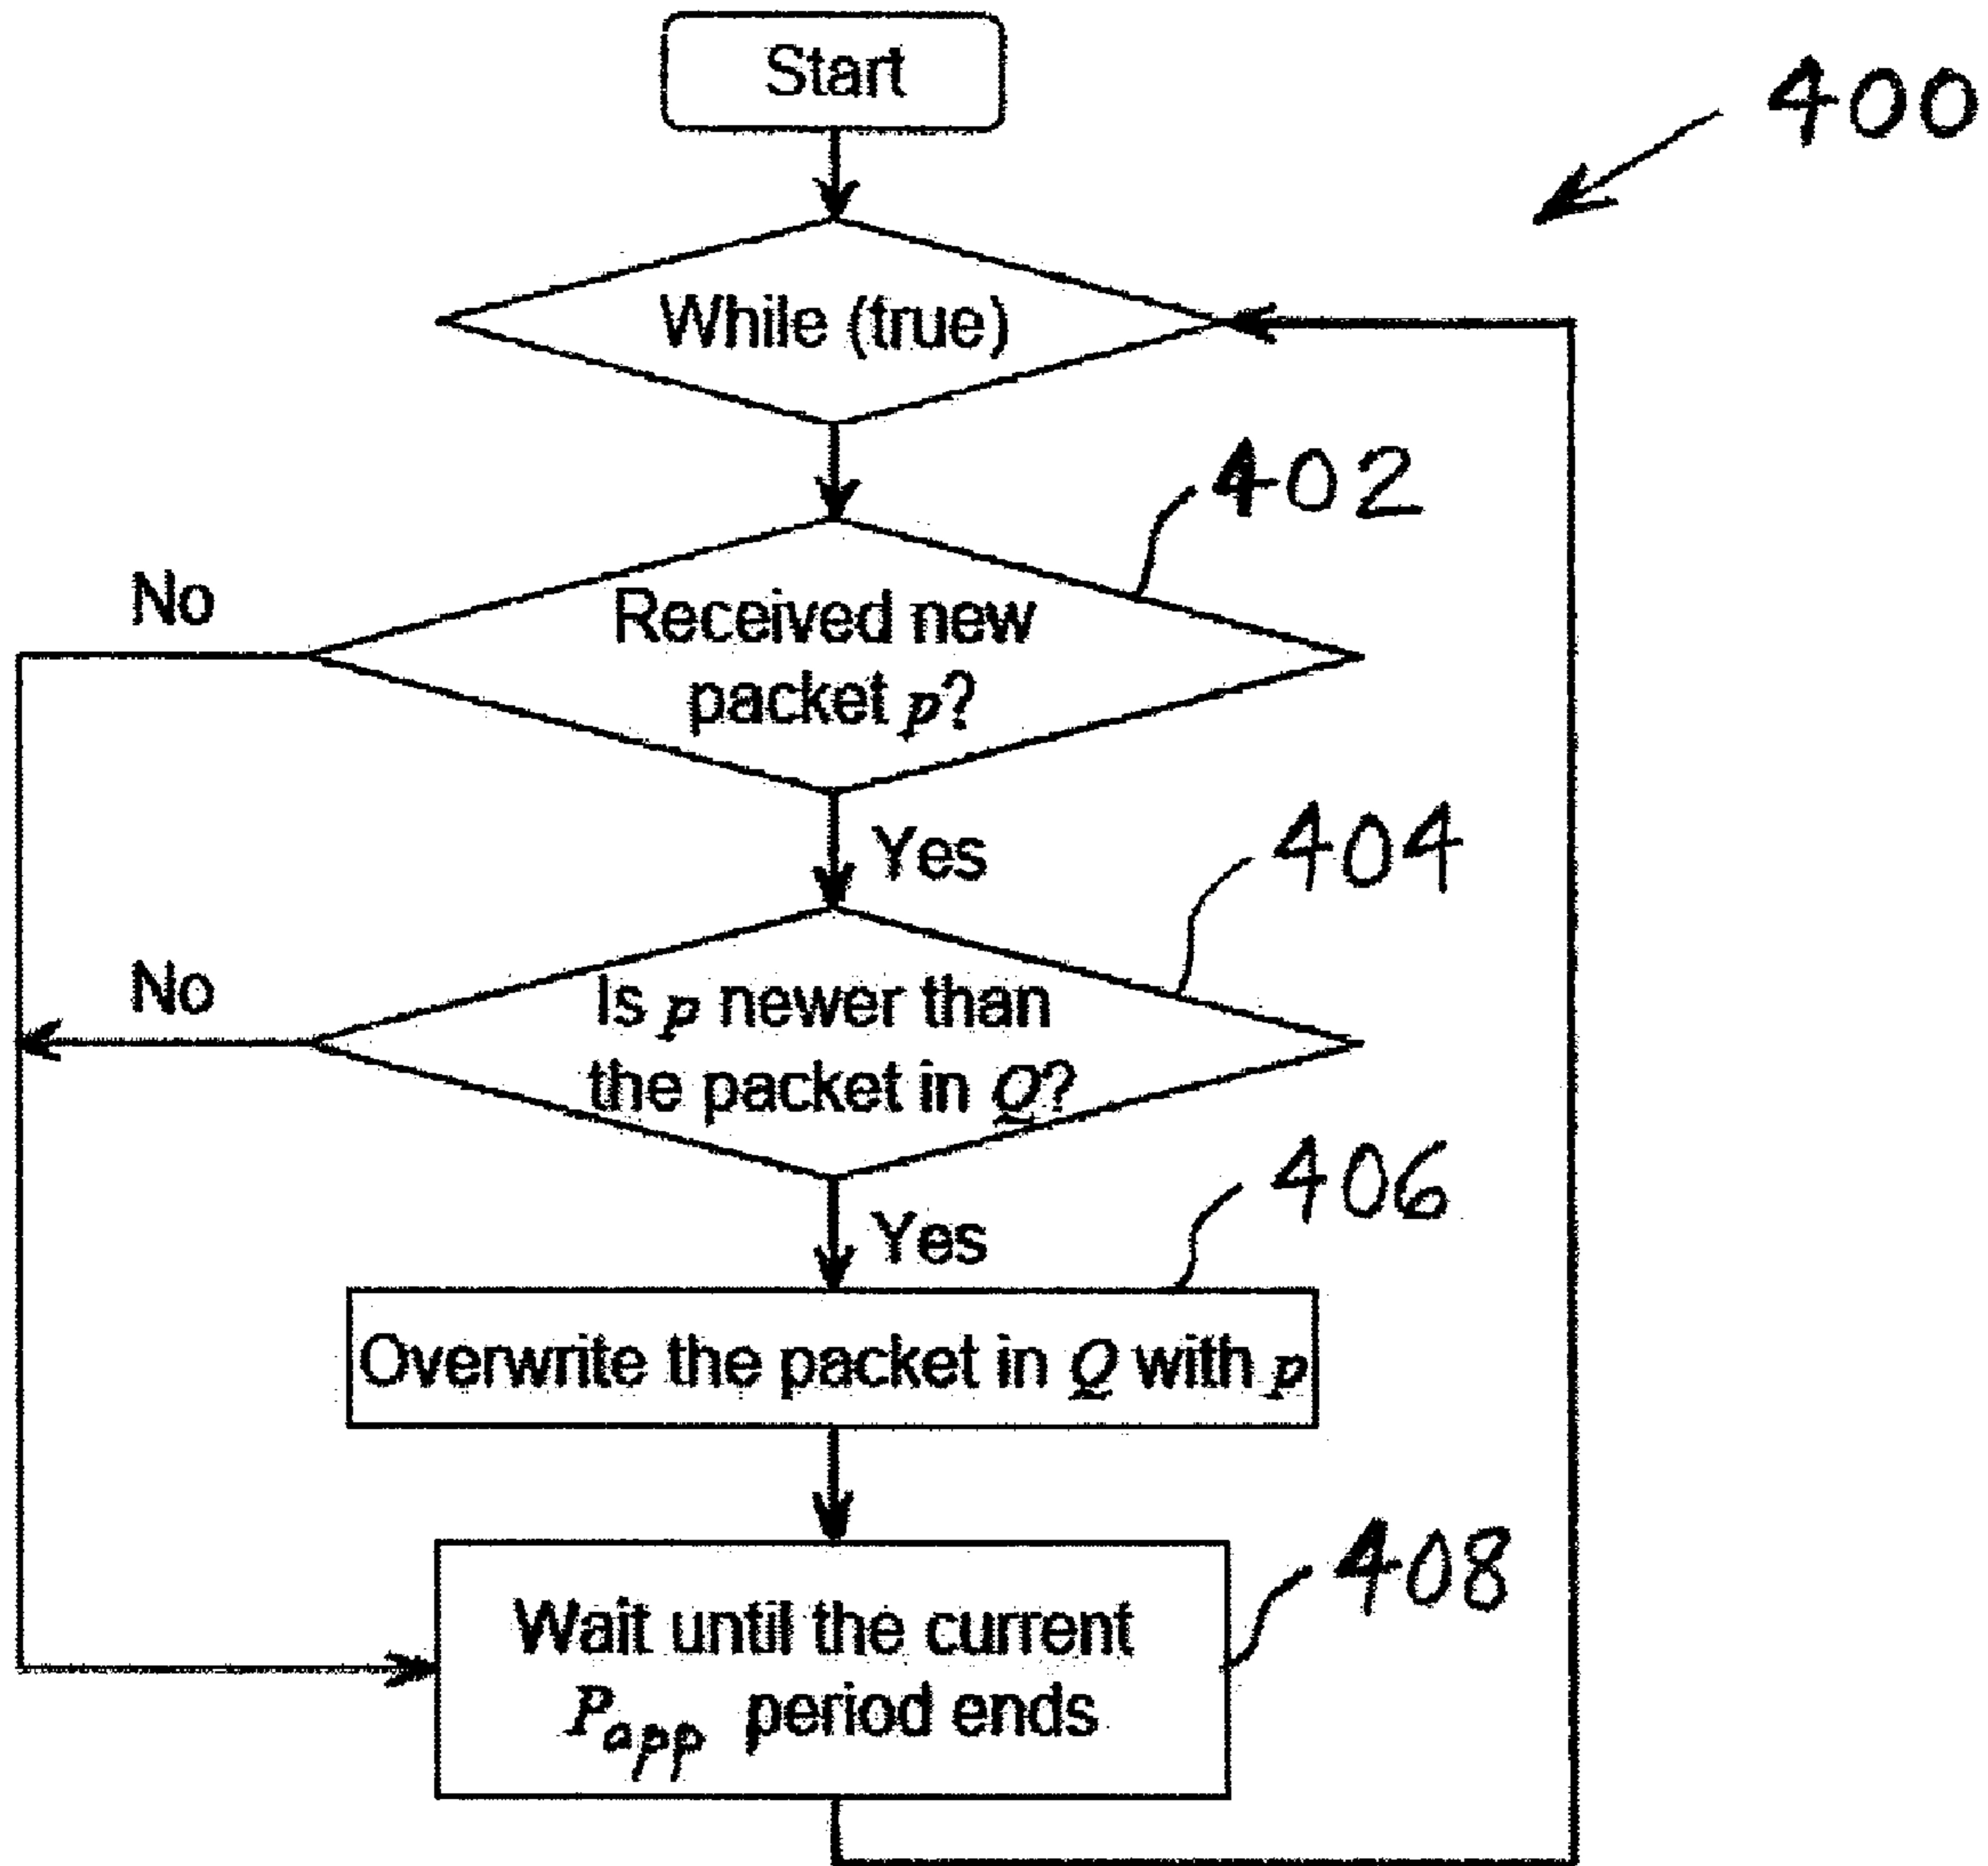 Start
400
While (true)
402
No
Received new
packet p?
Yes
404
No
Is p newer than
the packet in Q?
Yes
406
Overwrite the packet in Q with p
408
Wait until the current
P_app period ends